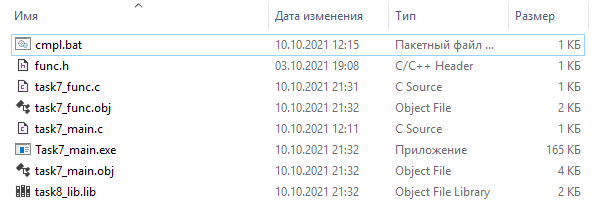 Имя Дата изменения Тип Размер
cmpl.bat 10.10.2021 12:15 Пакетный файл ... 1 КБ
func.h 03.10.2021 19:08 C/C++ Header 1 КБ
task7_func.c 10.10.2021 21:31 C Source 1 КБ
task7_func.obj 10.10.2021 21:32 Object File 2 КБ
task7_main.c 10.10.2021 12:11 C Source 1 КБ
Task7_main.exe 10.10.2021 21:32 Приложение 165 КБ
task7_main.obj 10.10.2021 21:32 Object File 4 КБ
task8_lib.lib 10.10.2021 21:32 Object File Library 2 КБ